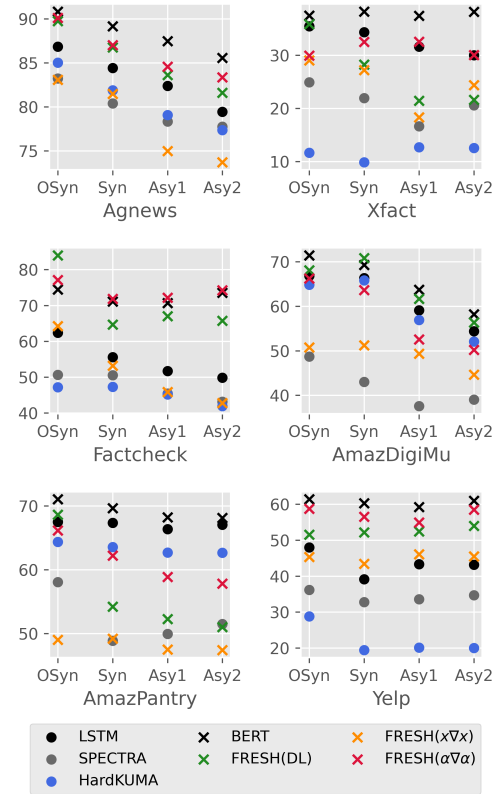 90
85
80
75
OSyn Syn Asy1 Asy2
Agnews
30
20
10
OSyn Syn Asy1 Asy2
Xfact
80
70
60
50
40
OSyn Syn Asy1 Asy2
Factcheck
70
60
50
40
OSyn Syn Asy1 Asy2
AmazDigiMu
70
60
50
OSyn Syn Asy1 Asy2
AmazPantry
60
50
40
30
20
OSyn Syn Asy1 Asy2
Yelp
LSTM
SPECTRA
HardKUMA
BERT
FRESH(DL)
FRESH(x∇x)
FRESH(α∇α)